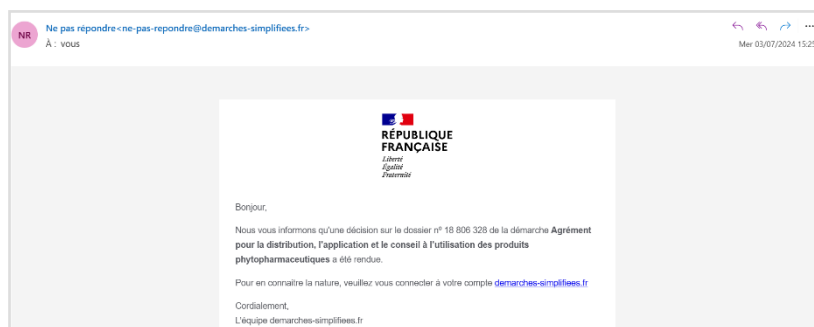 NR
Ne pas répondre<ne-pas-repondre@demarches-simplifiees.fr>
À : vous
Mer 03/07/2024 15:25
RÉPUBLIQUE
FRANÇAISE
Liberté
Égalité
Fraternité
Bonjour,
Nous vous informons qu'une décision sur le dossier nº 18 806 328 de la démarche Agrément
pour la distribution, l'application et le conseil à l'utilisation des produits
phytopharmaceutiques a été rendue.
Pour en connaître la nature, veuillez vous connecter à votre compte demarches-simplifiees.fr
Cordialement,
L'équipe demarches-simplifiees.fr